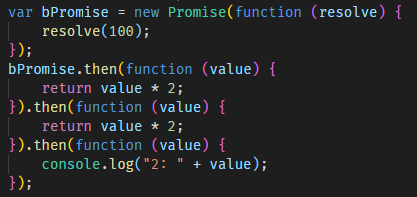 var bPromise = new Promise(function (resolve) {
    resolve(100);
});
bPromise.then(function (value) {
    return value * 2;
}).then(function (value) {
    return value * 2;
}).then(function (value) {
    console.log("2: " + value);
});